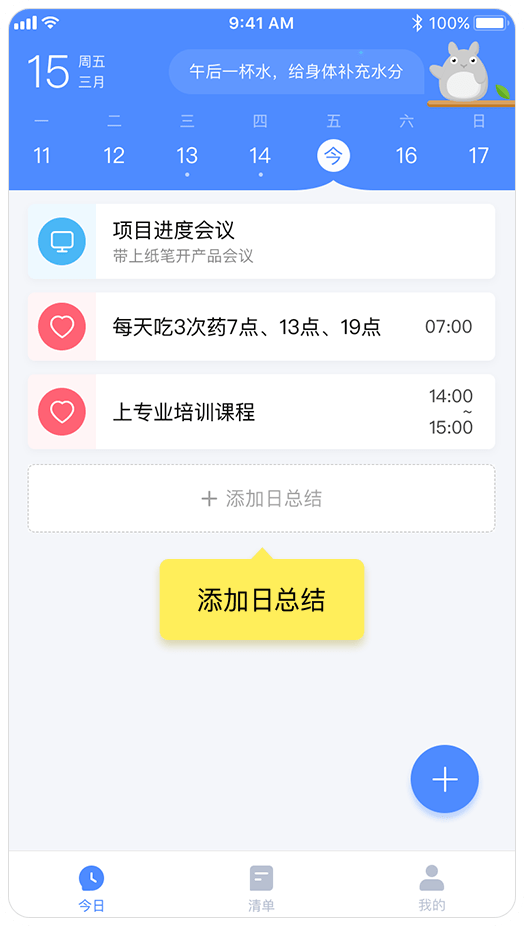 9:41 AM
100%
15
周五
三月
午后一杯水，给身体补充水分
一 二 三 四 五 六 日
11 12 13 14 今 16 17
项目进度会议
带上纸笔开产品会议
每天吃3次药7点、13点、19点
07:00
上专业培训课程
14:00
~
15:00
+ 添加日总结
添加日总结
今日 清单 我的